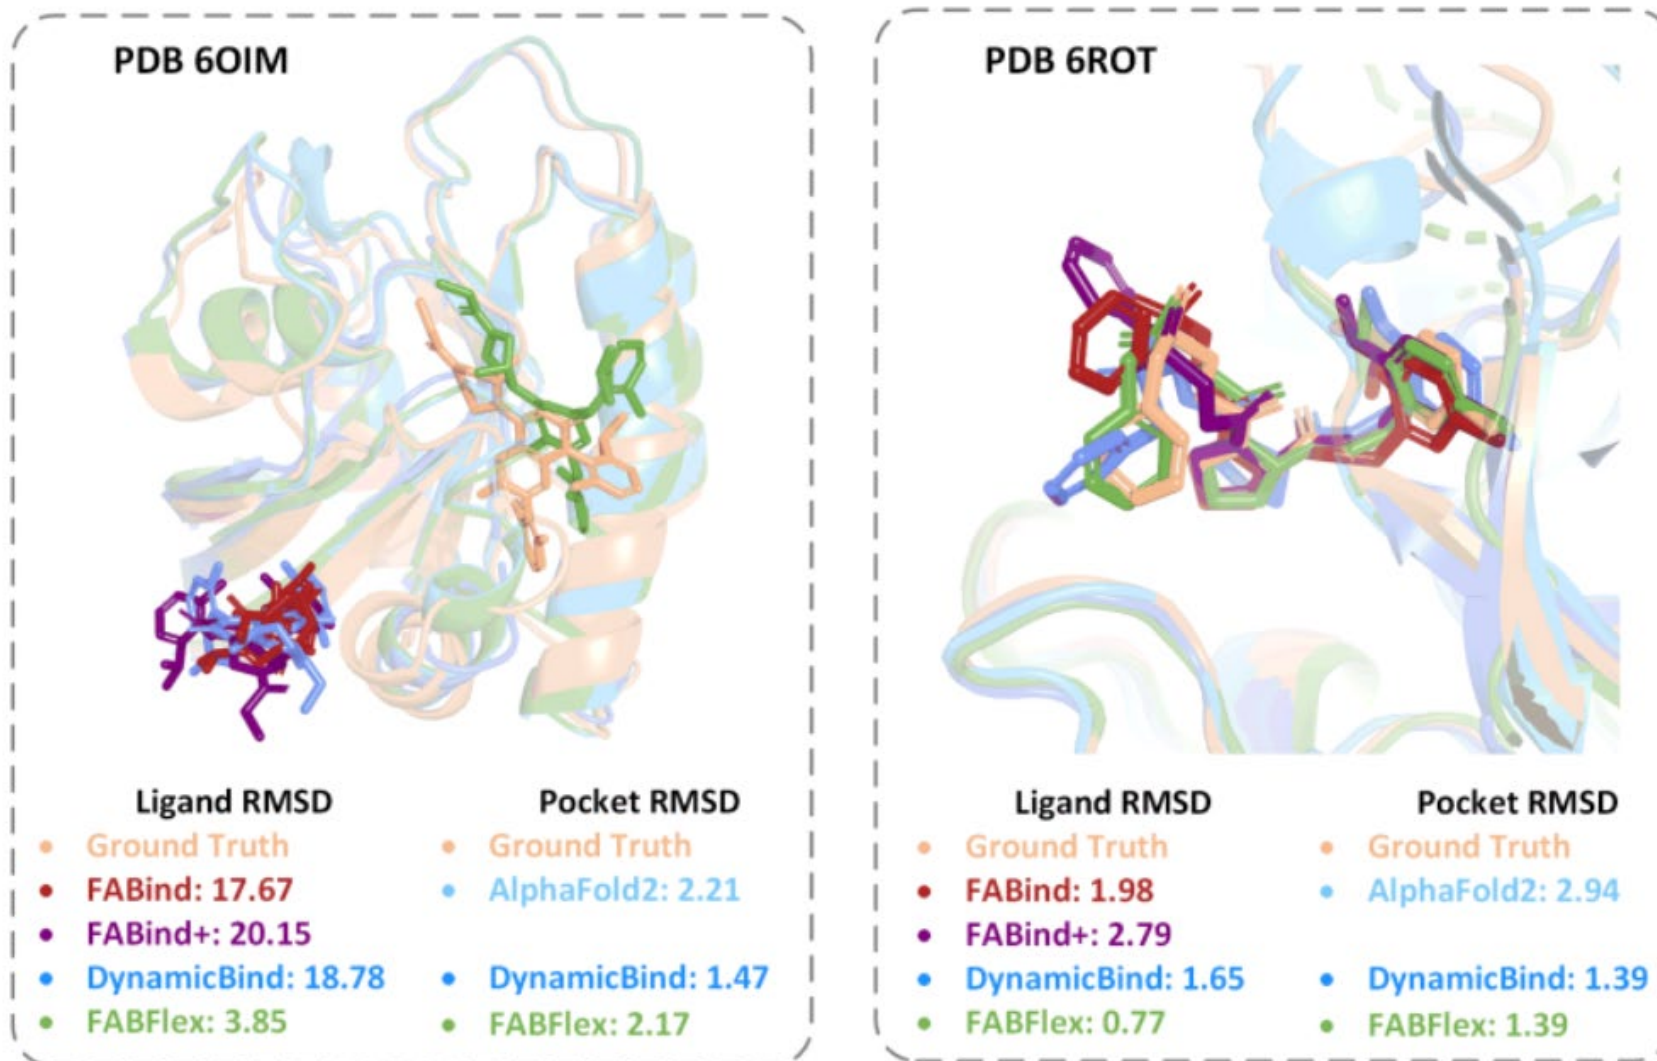 PDB 6OIM
Ligand RMSD Pocket RMSD
Ground Truth Ground Truth
FABind: 17.67 AlphaFold2: 2.21
FABind+: 20.15
DynamicBind: 18.78 DynamicBind: 1.47
FABFlex: 3.85 FABFlex: 2.17
PDB 6ROT
Ligand RMSD Pocket RMSD
Ground Truth Ground Truth
FABind: 1.98 AlphaFold2: 2.94
FABind+: 2.79
DynamicBind: 1.65 DynamicBind: 1.39
FABFlex: 0.77 FABFlex: 1.39